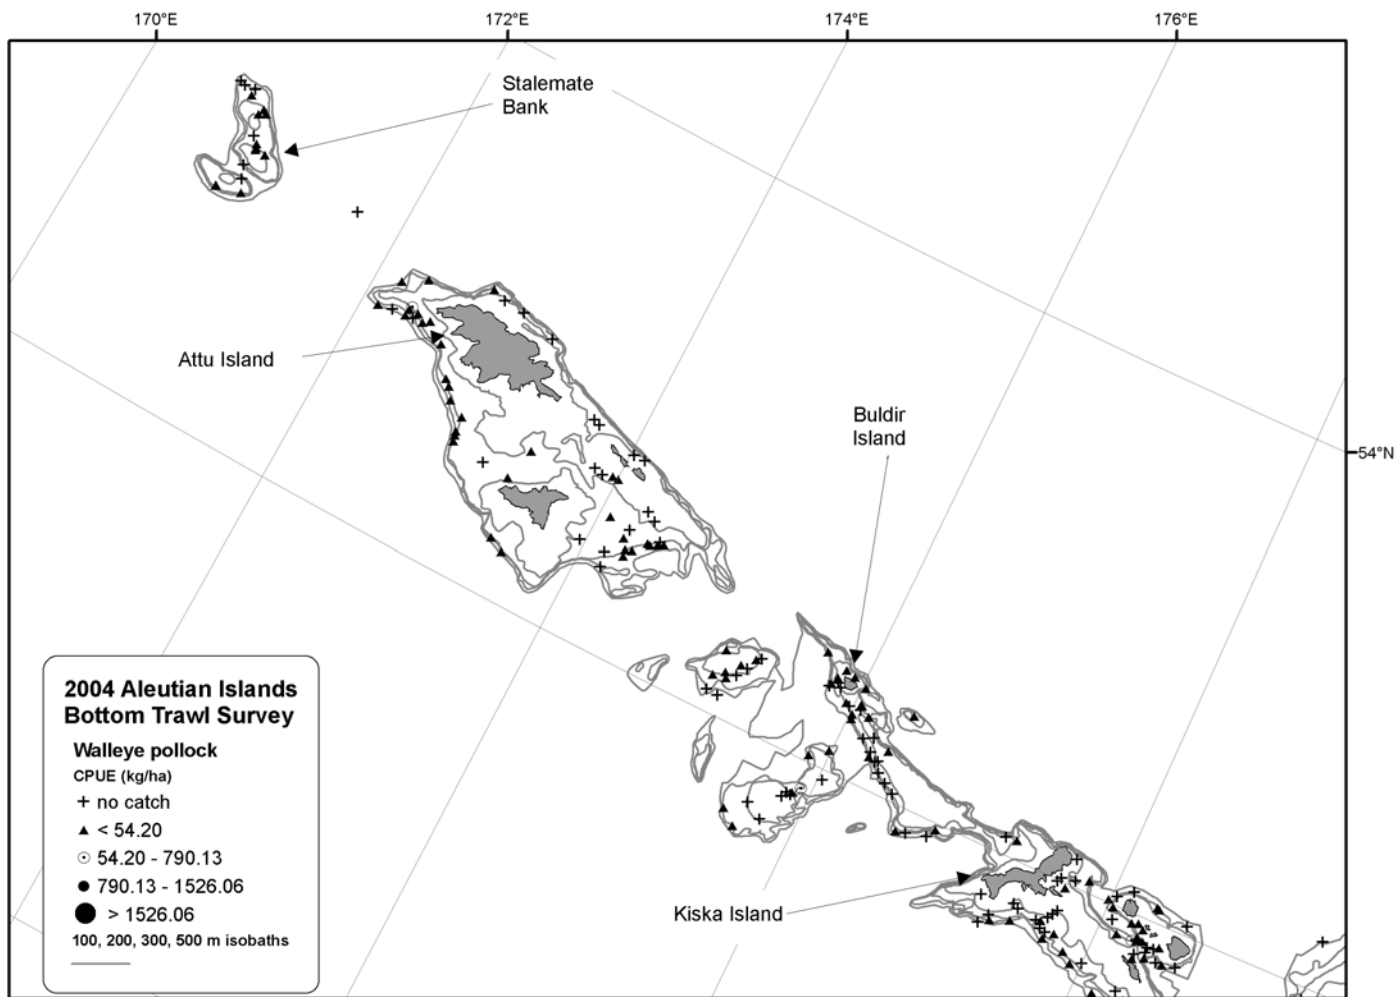 170°E 172°E 174°E 176°E
Stalemate
Bank
Attu Island
Buldir
Island
54°N
Kiska Island
2004 Aleutian Islands
Bottom Trawl Survey
Walleye pollock
CPUE (kg/ha)
no catch
< 54.20
54.20 - 790.13
790.13 - 1526.06
> 1526.06
100, 200, 300, 500 m isobaths